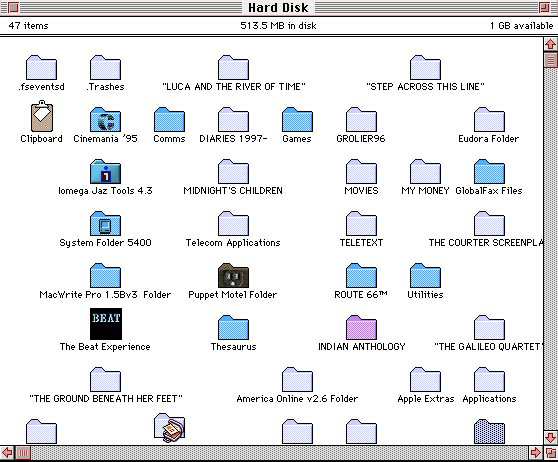 Hard Disk
47 items 513.5 MB in disk 1 GB available
.fseventsd .Trashes "LUCA AND THE RIVER OF TIME" "STEP ACROSS THIS LINE"
Clipboard Cinemania '95 Comms DIARIES 1997- Games GROLIER96 Eudora Folder
Iomega Jaz Tools 4.3 MIDNIGHT'S CHILDREN MOVIES MY MONEY GlobalFax Files
System Folder 5400 Telecom Applications TELETEXT THE COURTER SCREENPLA
MacWrite Pro 1.5Bv3 Folder Puppet Motel Folder ROUTE 66™ Utilities
BEAT
The Beat Experience Thesaurus INDIAN ANTHOLOGY "THE GALILEO QUARTET"
"THE GROUND BENEATH HER FEET" America Online v2.6 Folder Apple Extras Applications